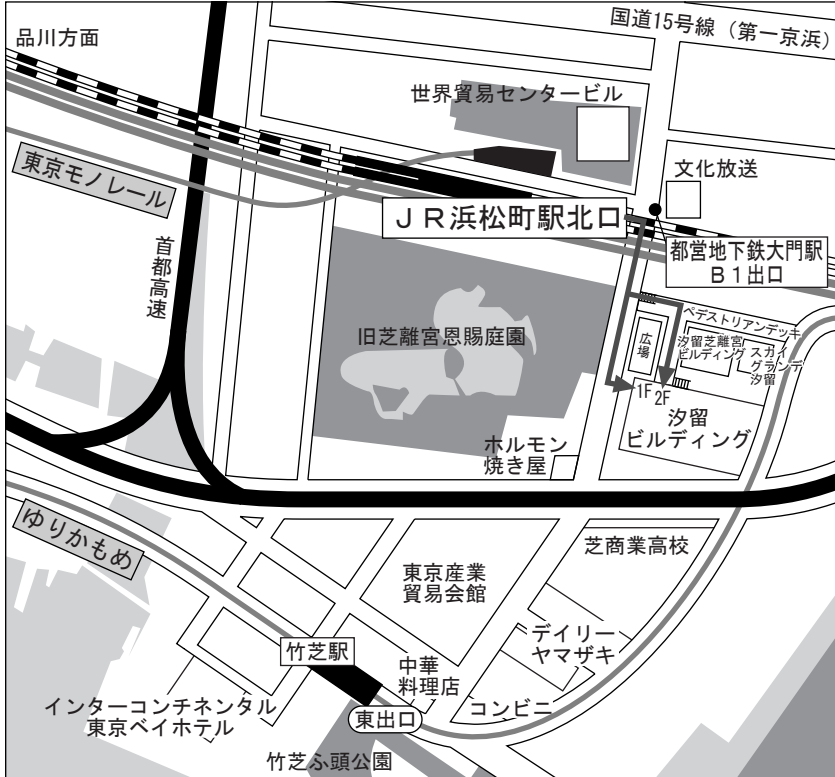 国道15号線（第一京浜）
品川方面
世界貿易センタービル
文化放送
東京モノレール
ＪＲ浜松町駅北口
都営地下鉄大門駅
Ｂ１出口
首都高速
ペデストリアンデッキ
旧芝離宮恩賜庭園
広場
汐留芝離宮
ビルディング
スカイ
グランデ
汐留
1F
2F
汐留
ビルディング
ホルモン
焼き屋
ゆりかもめ
芝商業高校
東京産業
貿易会館
デイリー
ヤマザキ
竹芝駅
中華
料理店
コンビニ
インターコンチネンタル
東京ベイホテル
東出口
竹芝ふ頭公園